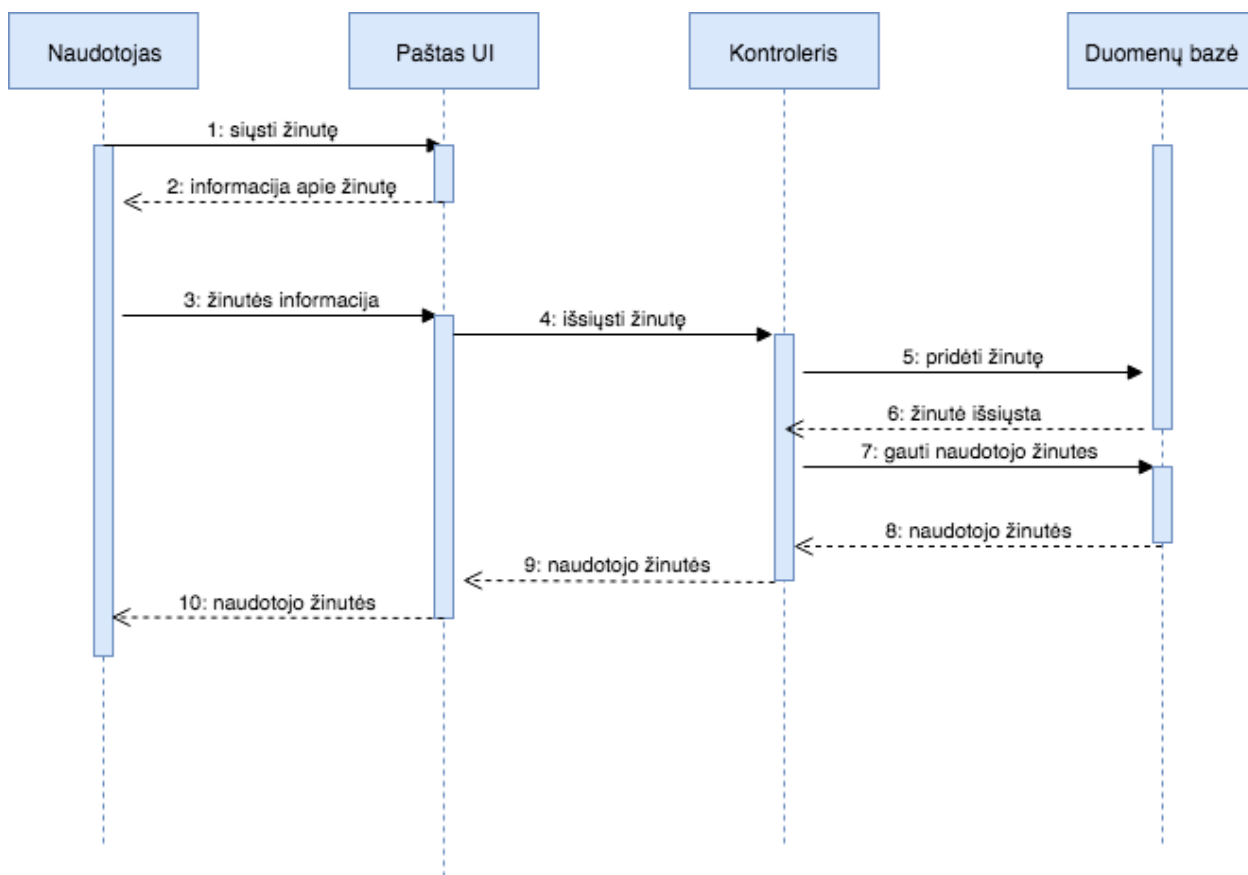 Naudotojas
Paštas UI
Kontroleris
Duomenų bazė
1: siųsti žinutę
2: informacija apie žinutę
3: žinutės informacija
4: išsiųsti žinutę
5: pridėti žinutę
6: žinutė išsiųsta
7: gauti naudotojo žinutes
8: naudotojo žinutės
9: naudotojo žinutės
10: naudotojo žinutės